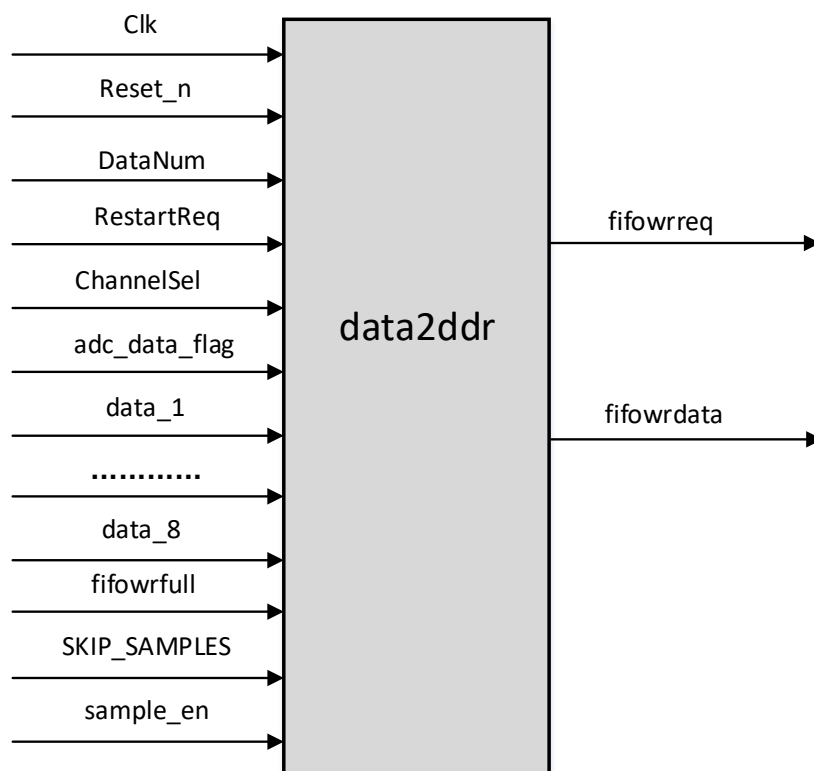 Clk
Reset_n
DataNum
RestartReq
ChannelSel
adc_data_flag
data_1
............
data_8
fifowrfull
SKIP_SAMPLES
sample_en
data2ddr
fifowrreq
fifowrdata